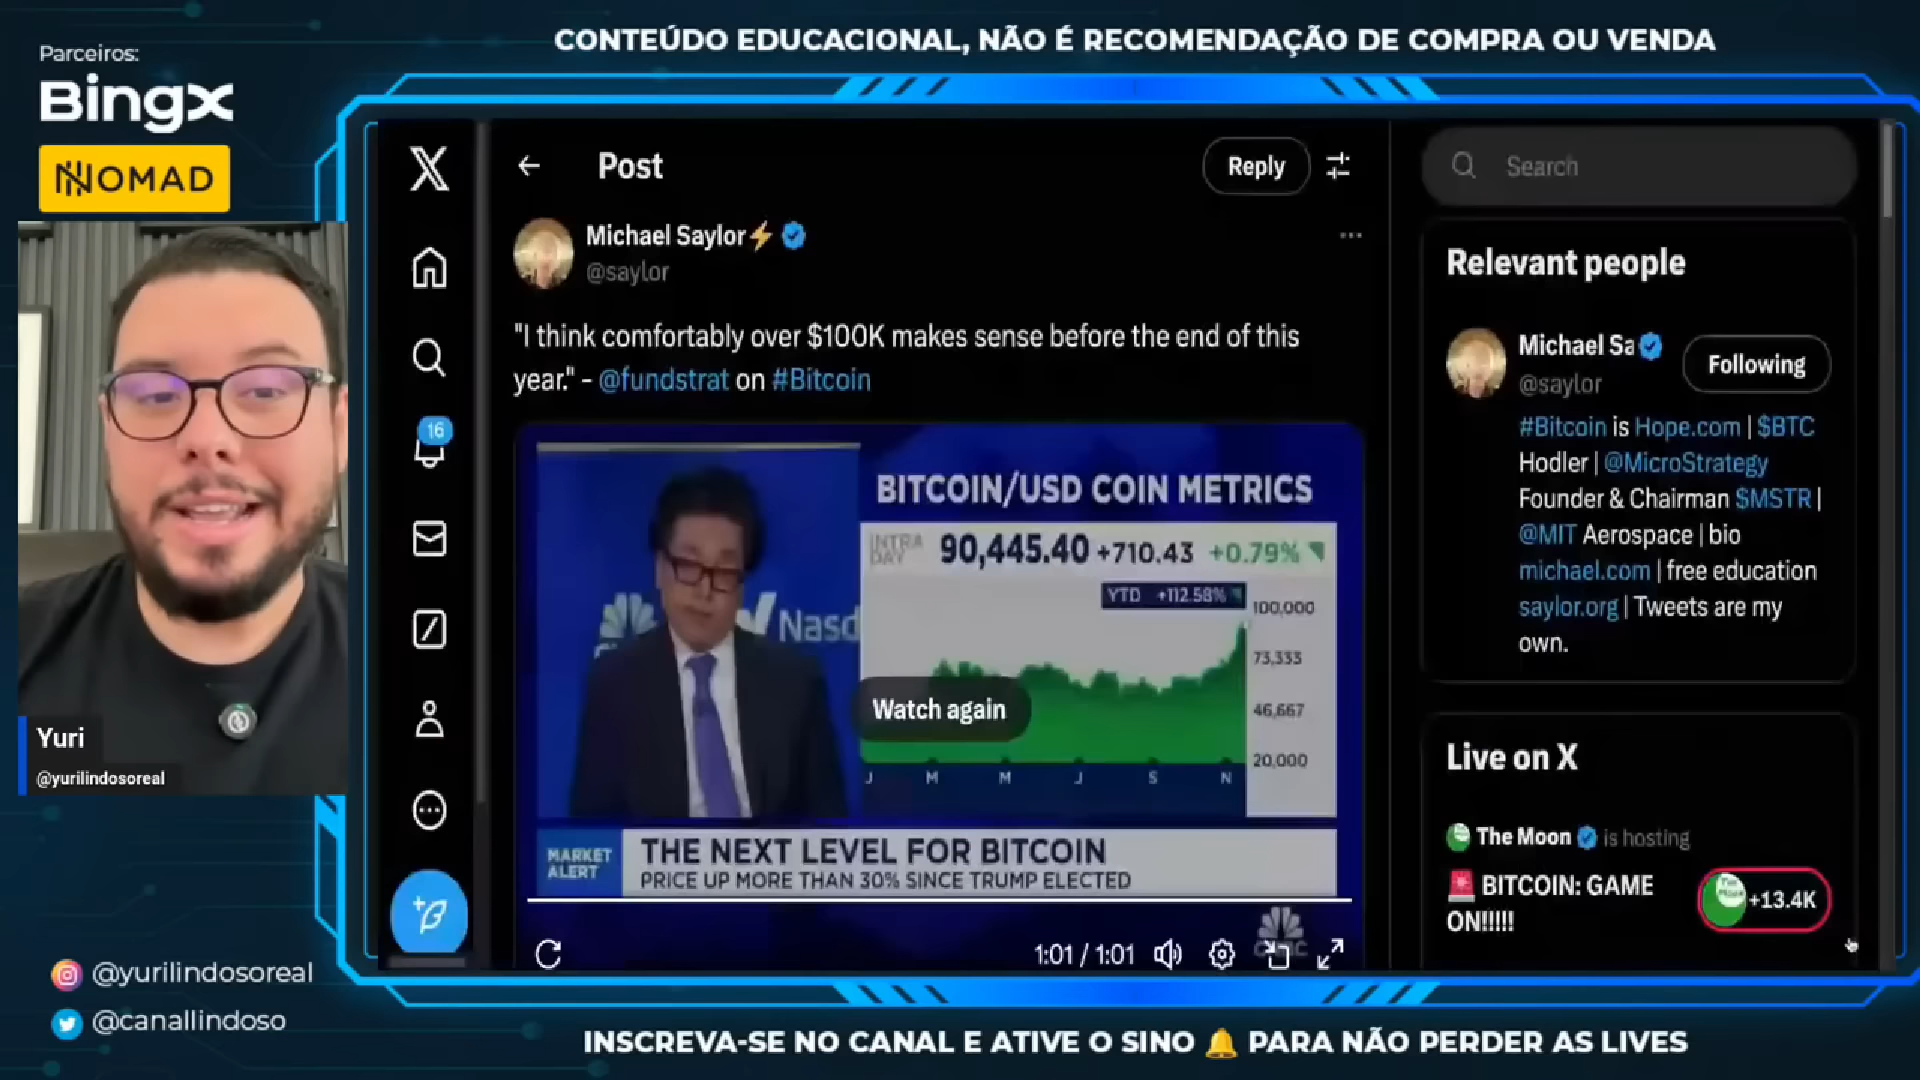 CONTEÚDO EDUCACIONAL, NÃO É RECOMENDAÇÃO DE COMPRA OU VENDA
Parceiros:
BingX
NOMAD
Yuri
@yurilindosoreal
@yurilindosoreal
@canallindoso
16
Post
Reply
Michael Saylor⚡
@saylor
"I think comfortably over $100K makes sense before the end of this
year." - @fundstrat on #Bitcoin
Nasd
BITCOIN/USD COIN METRICS
INTRA
DAY
90,445.40 +710.43 +0.79%
YTD +112.58%
100,000
73,333
46,667
20,000
J M M J S N
Watch again
MARKET
ALERT
THE NEXT LEVEL FOR BITCOIN
PRICE UP MORE THAN 30% SINCE TRUMP ELECTED
1:01 / 1:01
Search
Relevant people
Michael Sa
@saylor
Following
#Bitcoin is Hope.com | $BTC
Hodler | @MicroStrategy
Founder & Chairman $MSTR |
@MIT Aerospace | bio
michael.com | free education
saylor.org | Tweets are my
own.
Live on X
The Moon is hosting
🚨 BITCOIN: GAME
ON!!!!!
+13.4K
INSCREVA-SE NO CANAL E ATIVE O SINO 🔔 PARA NÃO PERDER AS LIVES